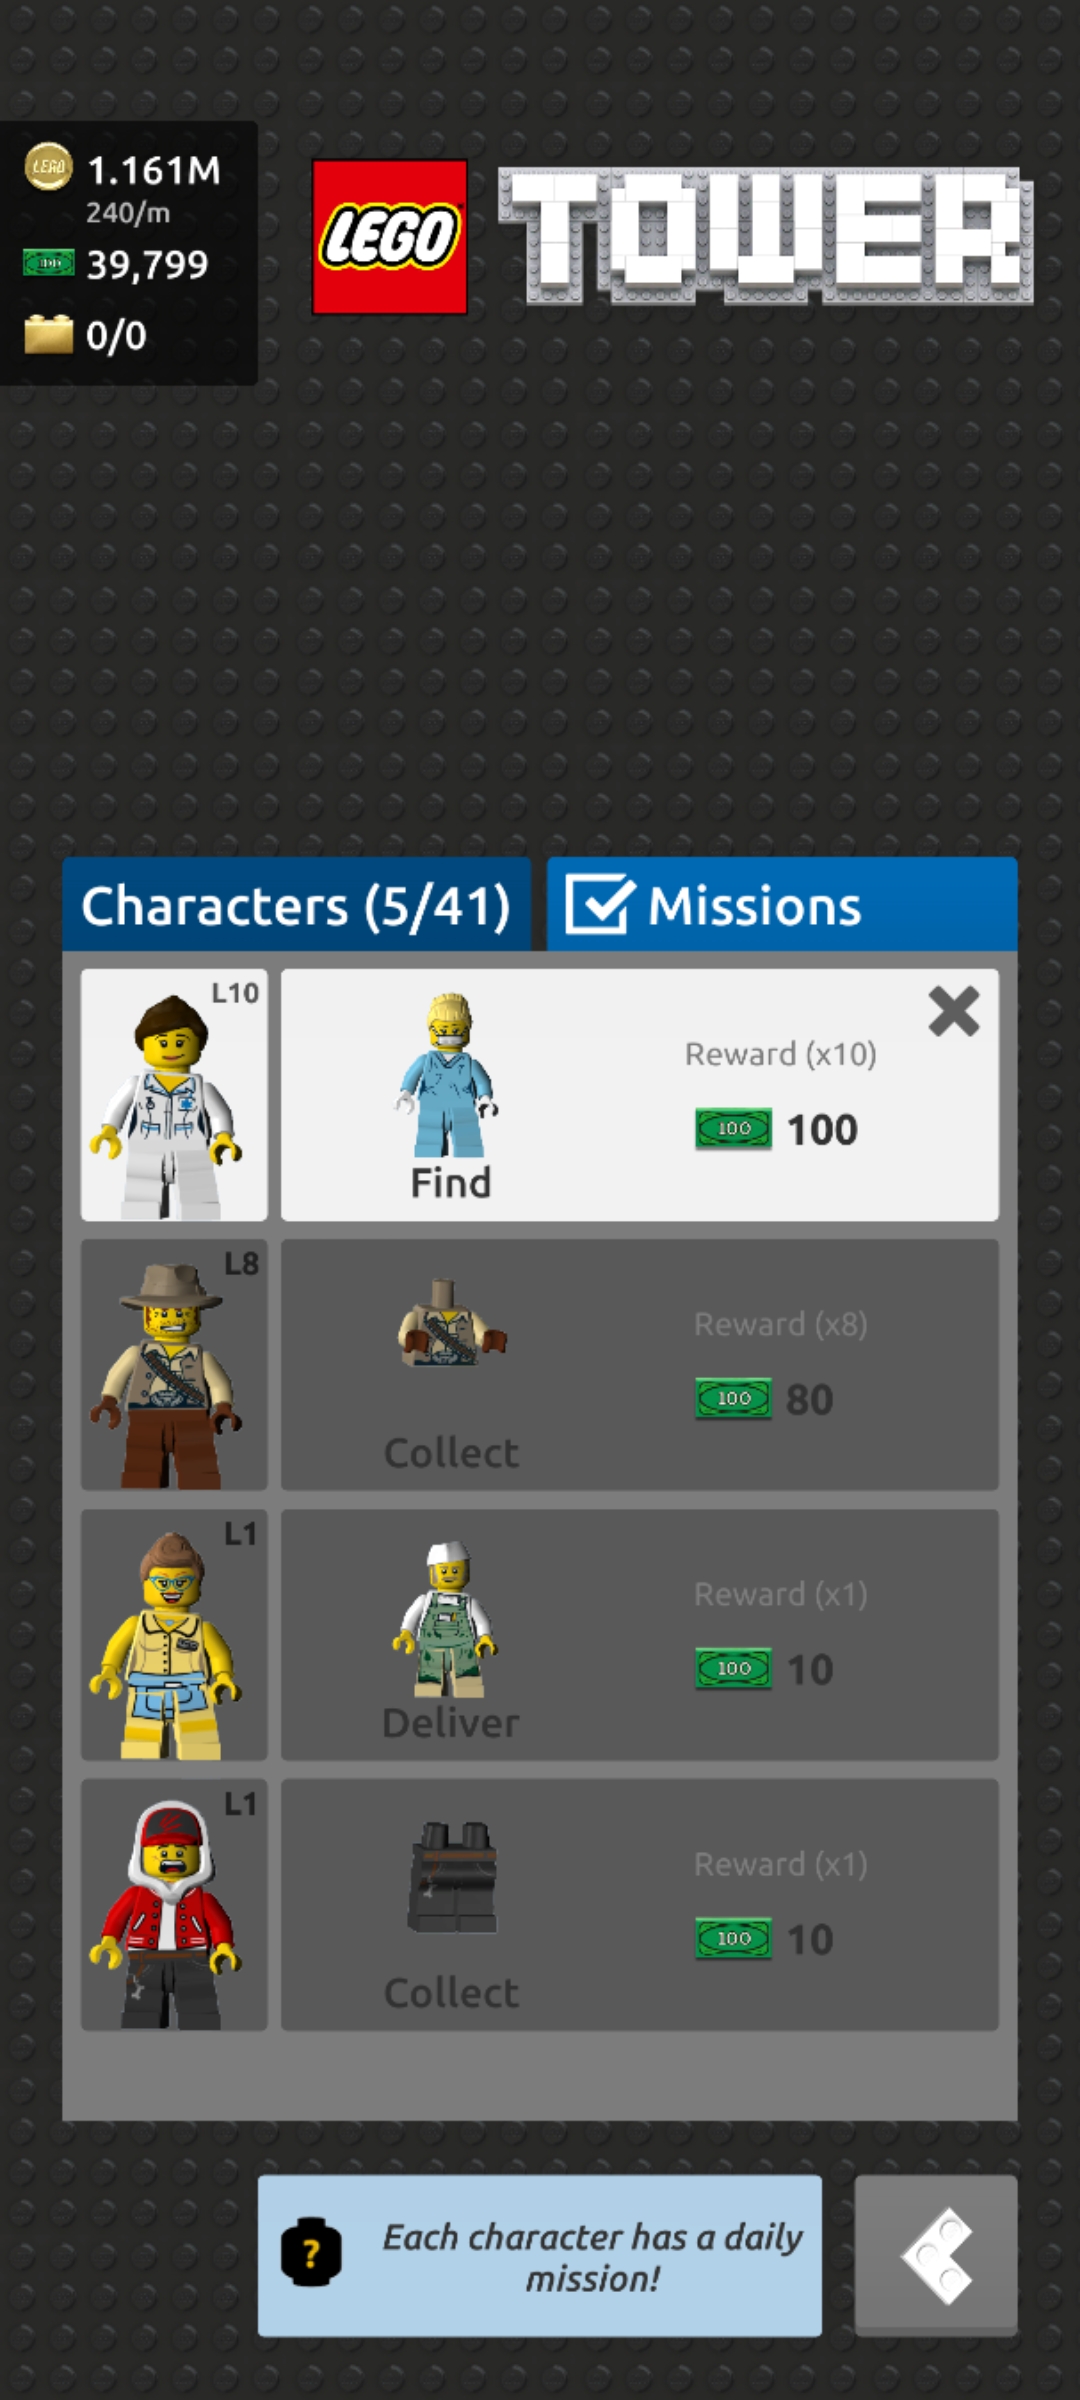 LEGO
1.161M
240/m
100
39,799
0/0
LEGO
TOWER
Characters (5/41)
Missions
L10
Reward (x10)
100
100
Find
L8
Reward (x8)
100
80
Collect
L1
Reward (x1)
100
10
Deliver
L1
Reward (x1)
100
10
Collect
?
Each character has a daily
mission!